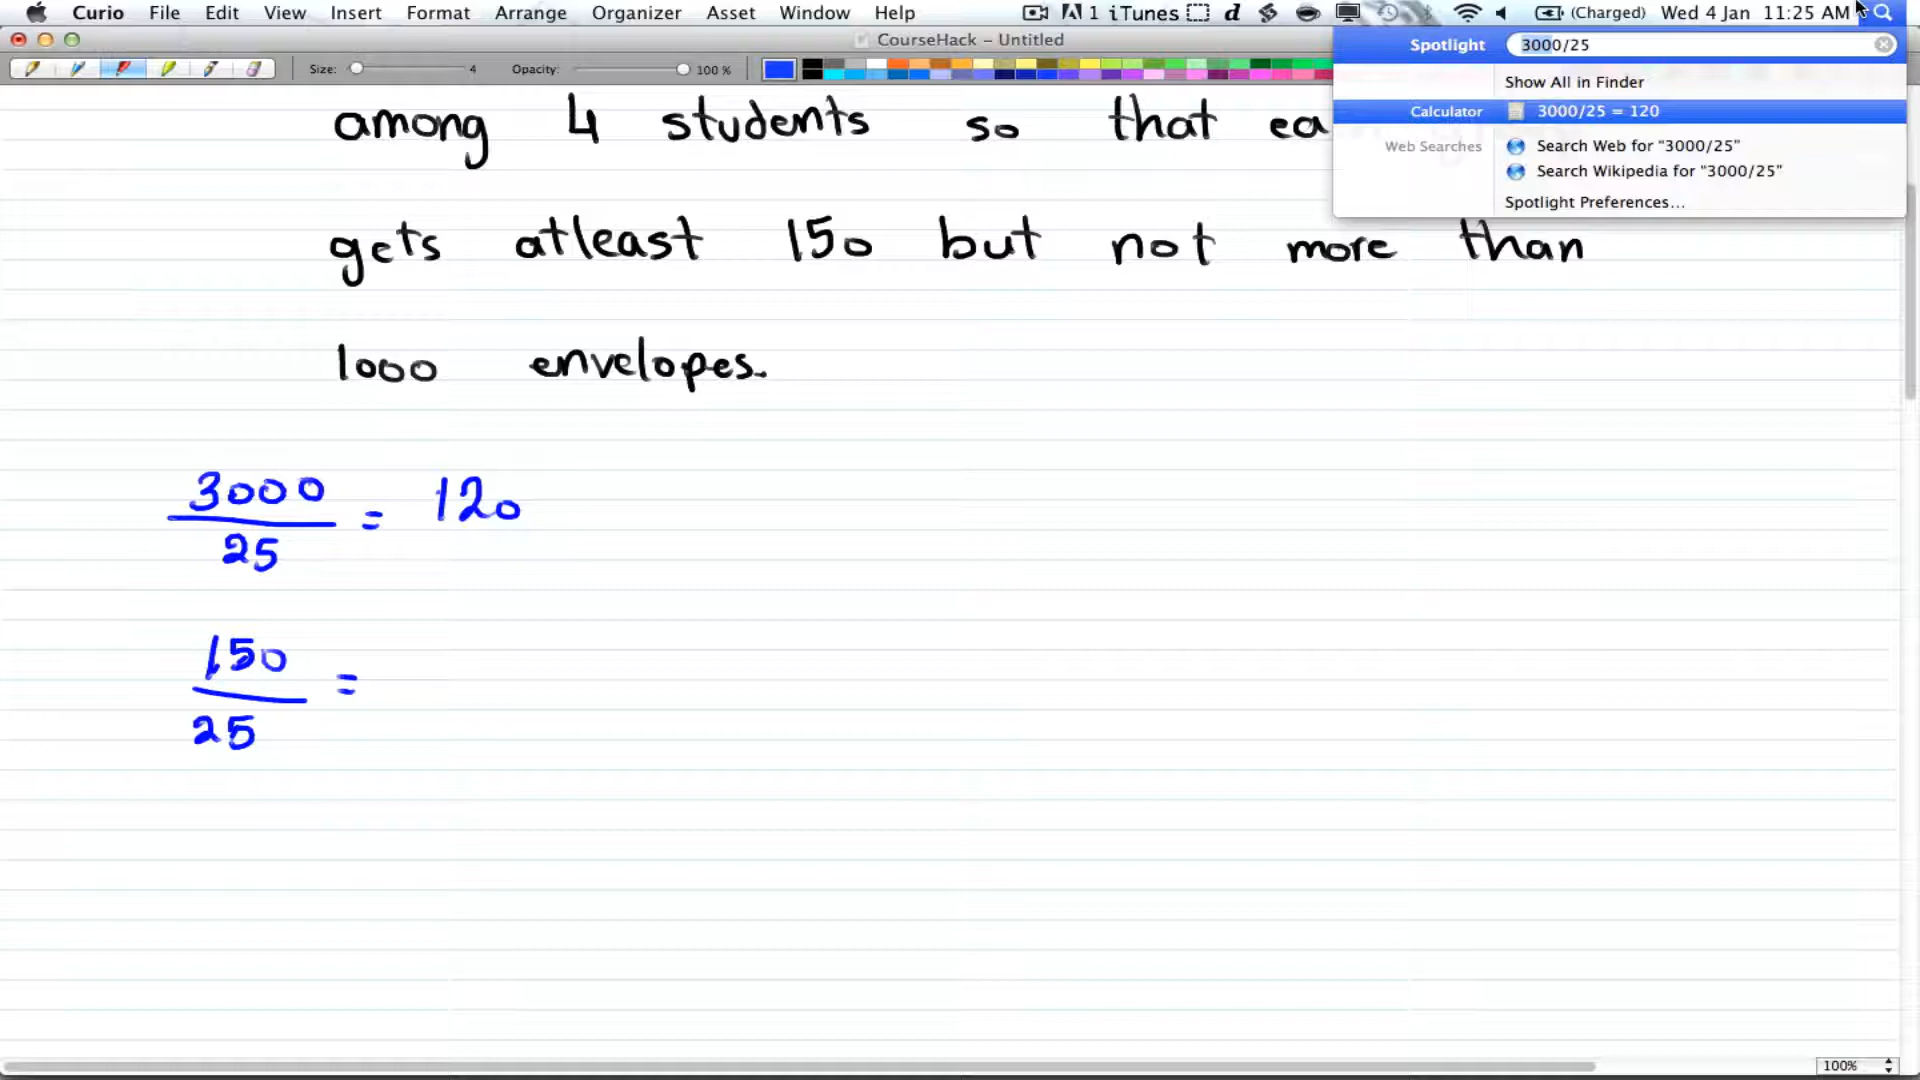 Curio File Edit View Insert Format Arrange Organizer Asset Window Help 1 iTunes d (Charged) Wed 4 Jan 11:25 AM
CourseHack – Untitled
Size: 4 Opacity: 100 %
Spotlight 3000/25
Show All in Finder
Calculator 3000/25 = 120
Web Searches Search Web for "3000/25"
Search Wikipedia for "3000/25"
Spotlight Preferences...
among 4 students so that ea
gets atleast 150 but not more than
1000 envelopes.
3000
= 120
25
150
=
25
100%